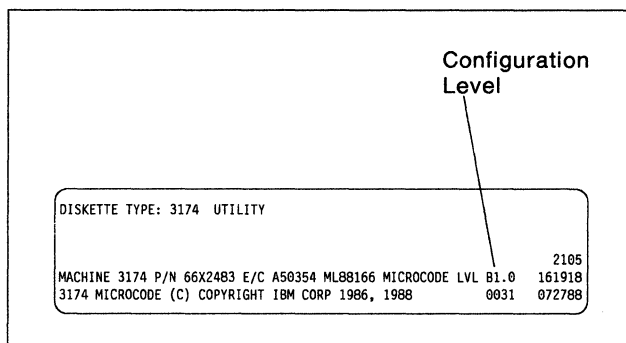 Configuration
Level
DISKETTE TYPE: 3174 UTILITY
2105
MACHINE 3174 P/N 66X2483 E/C A50354 ML88166 MICROCODE LVL B1.0 161918
3174 MICROCODE (C) COPYRIGHT IBM CORP 1986, 1988 0031 072788